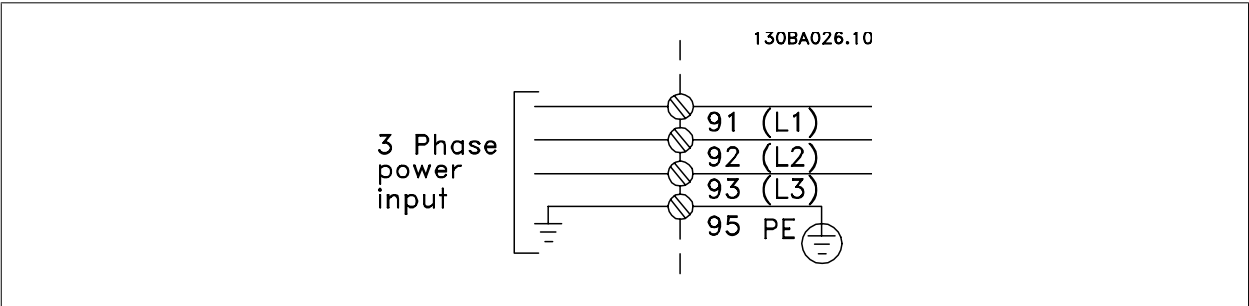 130BA026.10
3 Phase
power
input
91 (L1)
92 (L2)
93 (L3)
95 PE